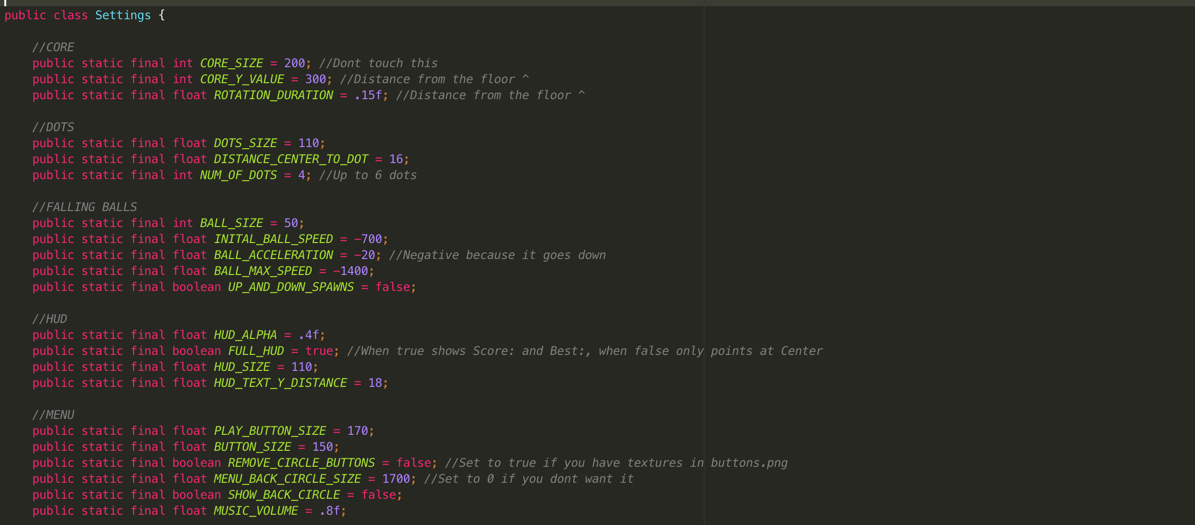 public class Settings {
//CORE
public static final int CORE_SIZE = 200; //Dont touch this
public static final int CORE_Y_VALUE = 300; //Distance from the floor ^
public static final float ROTATION_DURATION = .15f; //Distance from the floor ^
//DOTS
public static final float DOTS_SIZE = 110;
public static final float DISTANCE_CENTER_TO_DOT = 16;
public static final int NUM_OF_DOTS = 4; //Up to 6 dots
//FALLING BALLS
public static final int BALL_SIZE = 50;
public static final float INITAL_BALL_SPEED = -700;
public static final float BALL_ACCELERATION = -20; //Negative because it goes down
public static final float BALL_MAX_SPEED = -1400;
public static final boolean UP_AND_DOWN_SPAWNS = false;
//HUD
public static final float HUD_ALPHA = .4f;
public static final boolean FULL_HUD = true; //When true shows Score: and Best:, when false only points at Center
public static final float HUD_SIZE = 110;
public static final float HUD_TEXT_Y_DISTANCE = 18;
//MENU
public static final float PLAY_BUTTON_SIZE = 170;
public static final float BUTTON_SIZE = 150;
public static final boolean REMOVE_CIRCLE_BUTTONS = false; //Set to true if you have textures in buttons.png
public static final float MENU_BACK_CIRCLE_SIZE = 1700; //Set to 0 if you dont want it
public static final boolean SHOW_BACK_CIRCLE = false;
public static final float MUSIC_VOLUME = .8f;